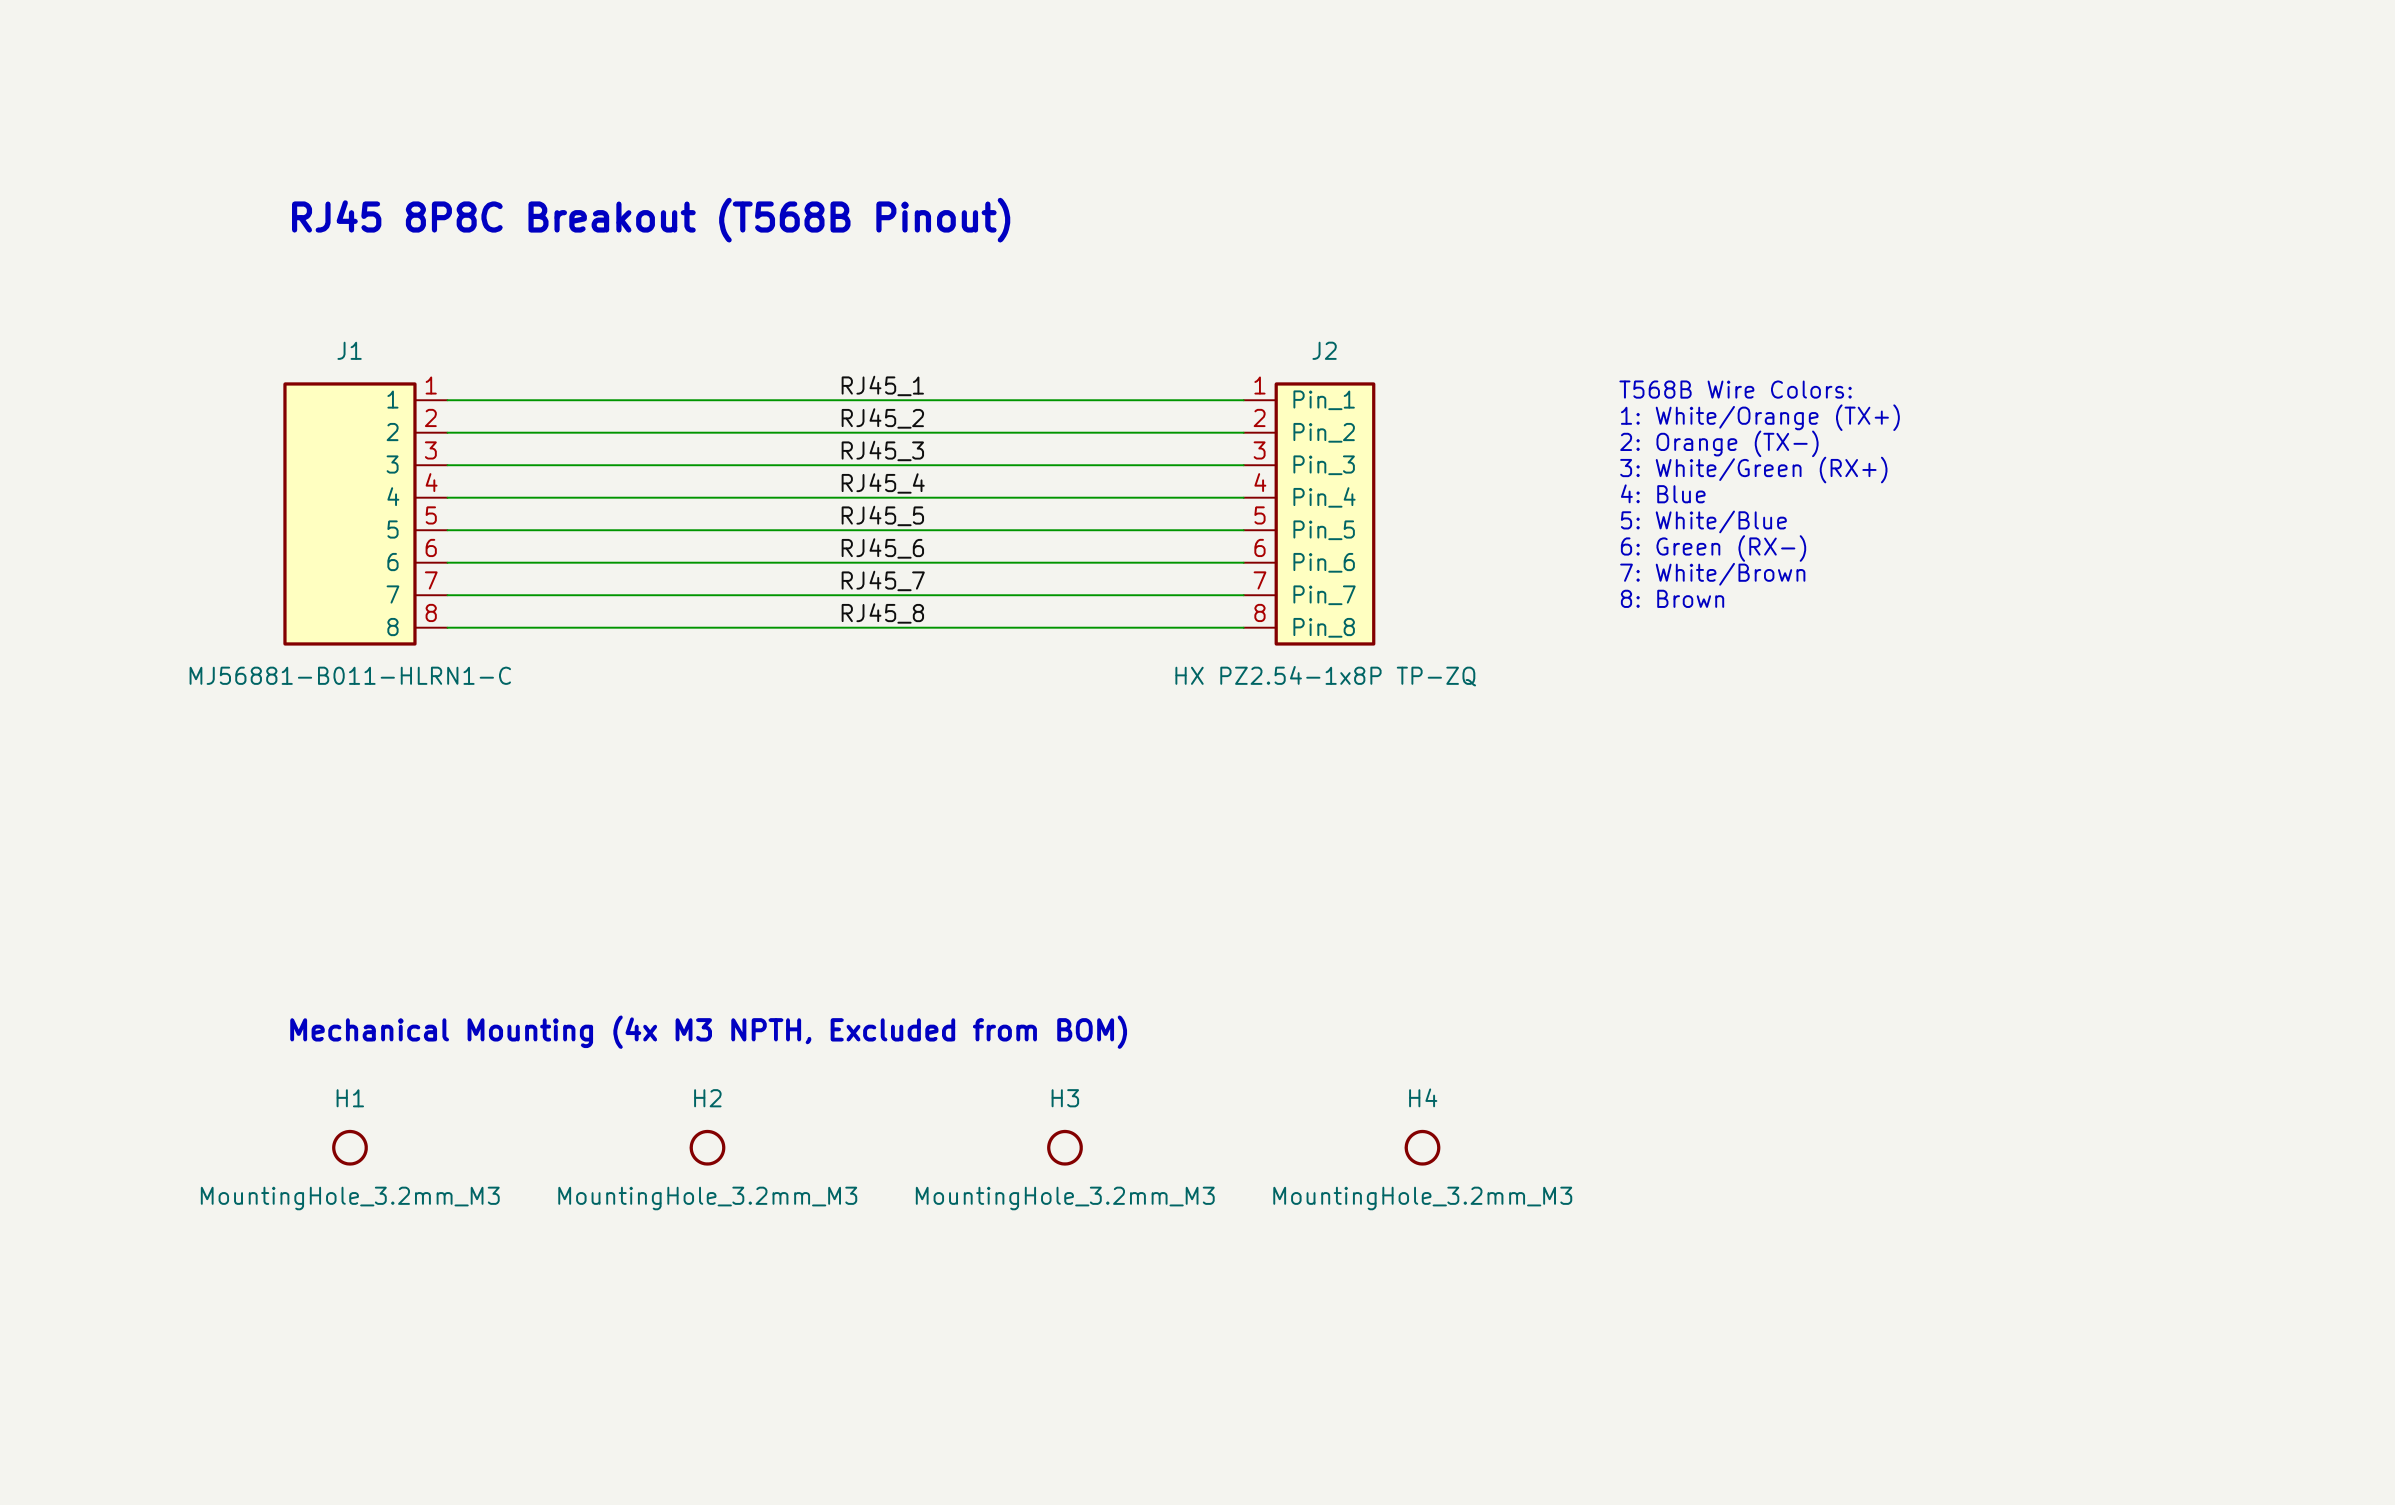 RJ45 8P8C Breakout (T568B Pinout)
J1
J2
1 RJ45_1 1
1 Pin_1
2 RJ45_2 2
2 Pin_2
3 RJ45_3 3
3 Pin_3
4 RJ45_4 4
4 Pin_4
5 RJ45_5 5
5 Pin_5
6 RJ45_6 6
6 Pin_6
7 RJ45_7 7
7 Pin_7
8 RJ45_8 8
8 Pin_8
MJ56881-B011-HLRN1-C
HX PZ2.54-1x8P TP-ZQ
T568B Wire Colors:
1: White/Orange (TX+)
2: Orange (TX-)
3: White/Green (RX+)
4: Blue
5: White/Blue
6: Green (RX-)
7: White/Brown
8: Brown
Mechanical Mounting (4x M3 NPTH, Excluded from BOM)
H1
H2
H3
H4
MountingHole_3.2mm_M3
MountingHole_3.2mm_M3
MountingHole_3.2mm_M3
MountingHole_3.2mm_M3